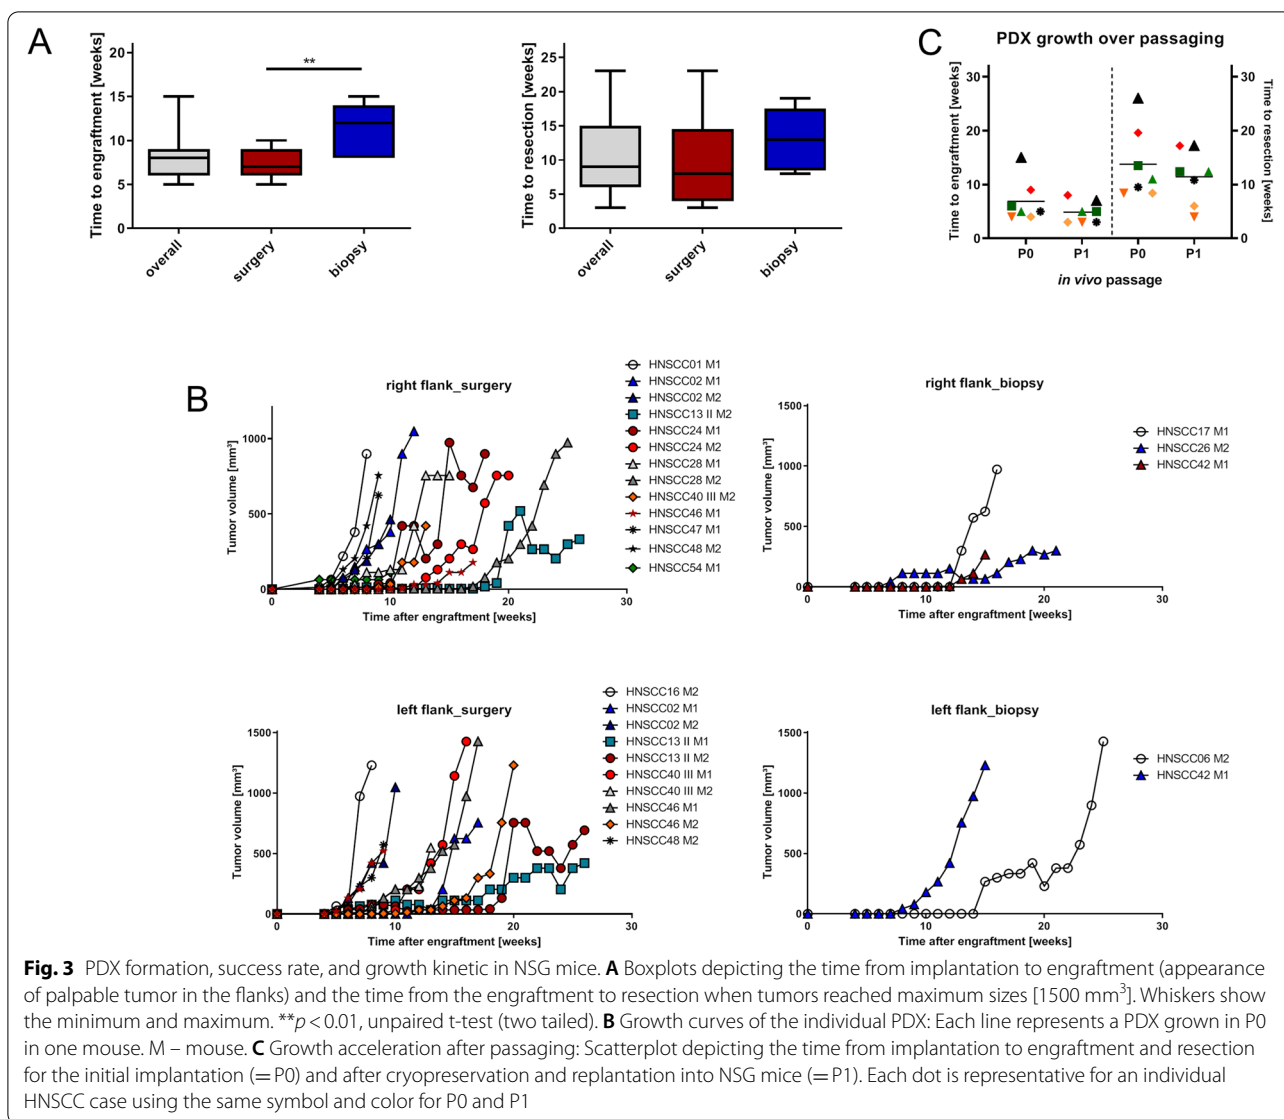 A
Time to engraftment [weeks]
20
15
10
5
0
**
overall
surgery
biopsy
Time to resection [weeks]
25
20
15
10
5
0
overall
surgery
biopsy
C
PDX growth over passaging
Time to engraftment [weeks]
30
20
10
0
30
20
10
0
Time to resection [weeks]
P0
P1
P0
P1
in vivo passage
B
right flank_surgery
Tumor volume [mm³]
1000
500
0
0
10
20
30
Time after engraftment [weeks]
HNSCC01 M1
HNSCC02 M1
HNSCC02 M2
HNSCC13 II M2
HNSCC24 M1
HNSCC24 M2
HNSCC28 M1
HNSCC28 M2
HNSCC40 III M2
HNSCC46 M1
HNSCC47 M1
HNSCC48 M2
HNSCC54 M1
right flank_biopsy
Tumor volume [mm³]
1500
1000
500
0
0
10
20
30
Time after engraftment [weeks]
HNSCC17 M1
HNSCC26 M2
HNSCC42 M1
left flank_surgery
Tumor volume [mm³]
1500
1000
500
0
0
10
20
30
Time after engraftment [weeks]
HNSCC16 M2
HNSCC02 M1
HNSCC02 M2
HNSCC13 II M1
HNSCC13 II M2
HNSCC40 III M1
HNSCC40 III M2
HNSCC46 M1
HNSCC46 M2
HNSCC48 M2
left flank_biopsy
Tumor volume [mm³]
1500
1000
500
0
0
10
20
30
Time after engraftment [weeks]
HNSCC06 M2
HNSCC42 M1
Fig. 3 PDX formation, success rate, and growth kinetic in NSG mice. A Boxplots depicting the time from implantation to engraftment (appearance
of palpable tumor in the flanks) and the time from the engraftment to resection when tumors reached maximum sizes [1500 mm³]. Whiskers show
the minimum and maximum. **p < 0.01, unpaired t-test (two tailed). B Growth curves of the individual PDX: Each line represents a PDX grown in P0
in one mouse. M – mouse. C Growth acceleration after passaging: Scatterplot depicting the time from implantation to engraftment and resection
for the initial implantation (= P0) and after cryopreservation and replantation into NSG mice (= P1). Each dot is representative for an individual
HNSCC case using the same symbol and color for P0 and P1